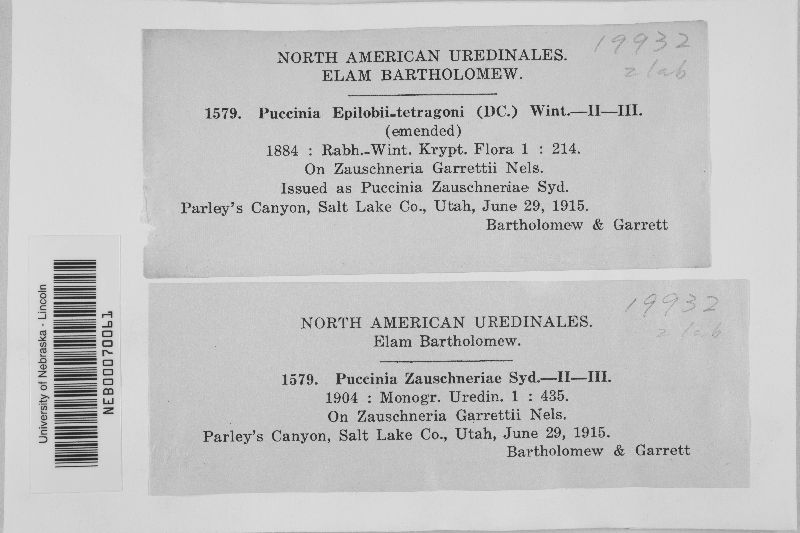 NORTH AMERICAN UREDINALES.
ELAM BARTHOLOMEW.
19932
2 lab
1579. Puccinia Epilobii-tetragoni (DC.) Wint.—II—III.
(emended)
1884 : Rabh.-Wint. Krypt. Flora 1 : 214.
On Zauschneria Garrettii Nels.
Issued as Puccinia Zauschneriae Syd.
Parley's Canyon, Salt Lake Co., Utah, June 29, 1915.
Bartholomew & Garrett
University of Nebraska - Lincoln
NEB00070061
NORTH AMERICAN UREDINALES.
Elam Bartholomew.
19932
2 lab
1579. Puccinia Zauschneriae Syd.—II—III.
1904 : Monogr. Uredin. 1 : 435.
On Zauschneria Garrettii Nels.
Parley's Canyon, Salt Lake Co., Utah, June 29, 1915.
Bartholomew & Garrett